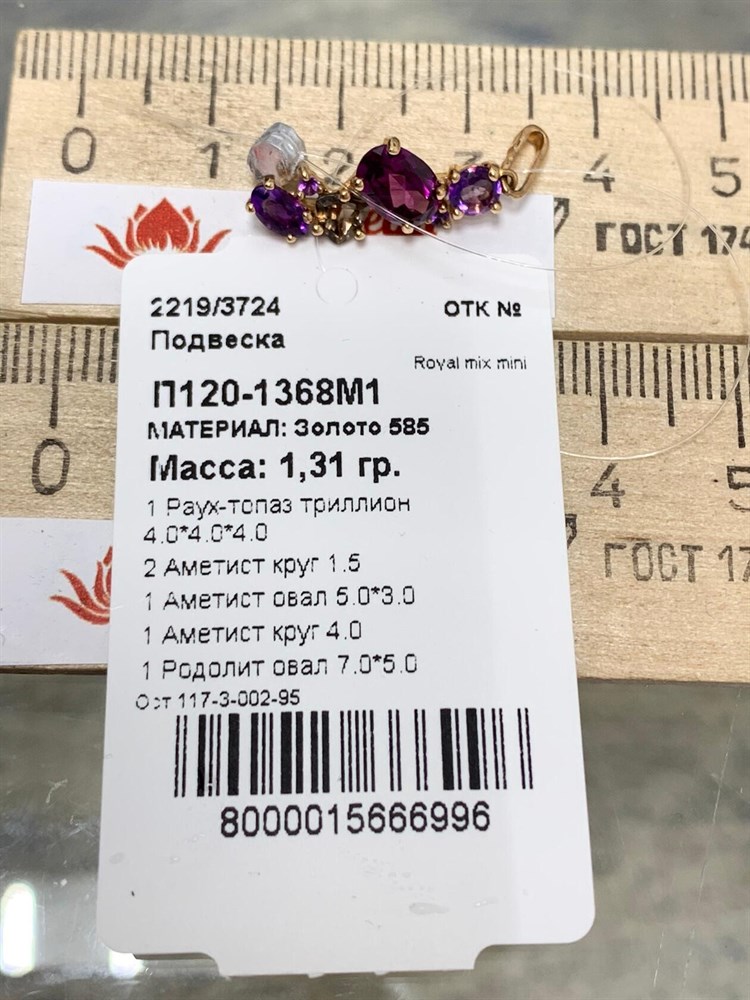 0 1 2 4 5
ГОСТ 174
2219/3724 ОТК №
Подвеска
Royal mix mini
П120-1368М1
МАТЕРИАЛ: Золото 585
Масса: 1,31 гр.
1 Раух-топаз триллион
4.0*4.0*4.0
2 Аметист круг 1.5
1 Аметист овал 5.0*3.0
1 Аметист круг 4.0
1 Родолит овал 7.0*5.0
Ост 117-3-002-95
8000015666996
0 4 5
ГОСТ 17